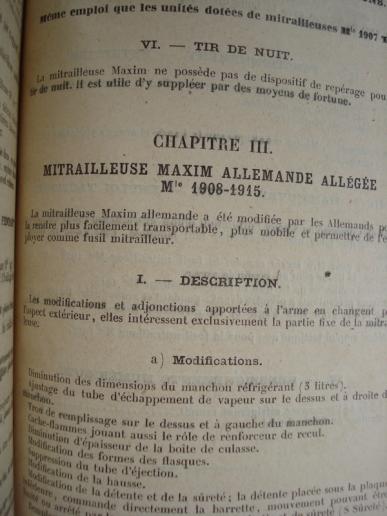 même emploi que les unités dotées de mitrailleuses Mle 1907
VI. — TIR DE NUIT.
La mitrailleuse Maxim ne possède pas de dispositif de repérage pou
tir de nuit. il est utile d'y suppléer par des moyens de fortune.
CHAPITRE III.
MITRAILLEUSE MAXIM ALLEMANDE ALLÉGÉE
Mle 1908-1915.
La mitrailleuse Maxim allemande a été modifiée par les Allemands po
la rendre plus facilement transportable, plus mobile et permettre de l'e
ployer comme fusil mitrailleur.
I. — DESCRIPTION.
Les modifications et adjonctions apportées à l'arme en changent
l'aspect extérieur, elles intéressent exclusivement la partie fixe de la mitra
leuse.
a) Modifications.
Diminution des dimensions du manchon réfrigérant (3 litres).
Ajustage du tube d'échappement de vapeur sur le dessus et à droite d
manchon.
Trou de remplissage sur le dessus et à gauche du manchon.
Cache-flammes jouant aussi le rôle de renforceur de recul.
Diminution d'épaisseur de la boîte de culasse.
Modification des formes des flasques.
Suppression du tube d'éjection.
Modification de la hausse.
Modification de la détente et de la sûreté; la détente placée sous la plaque
commande directement la barrette, mouvement pouvant être
ou arrêté par